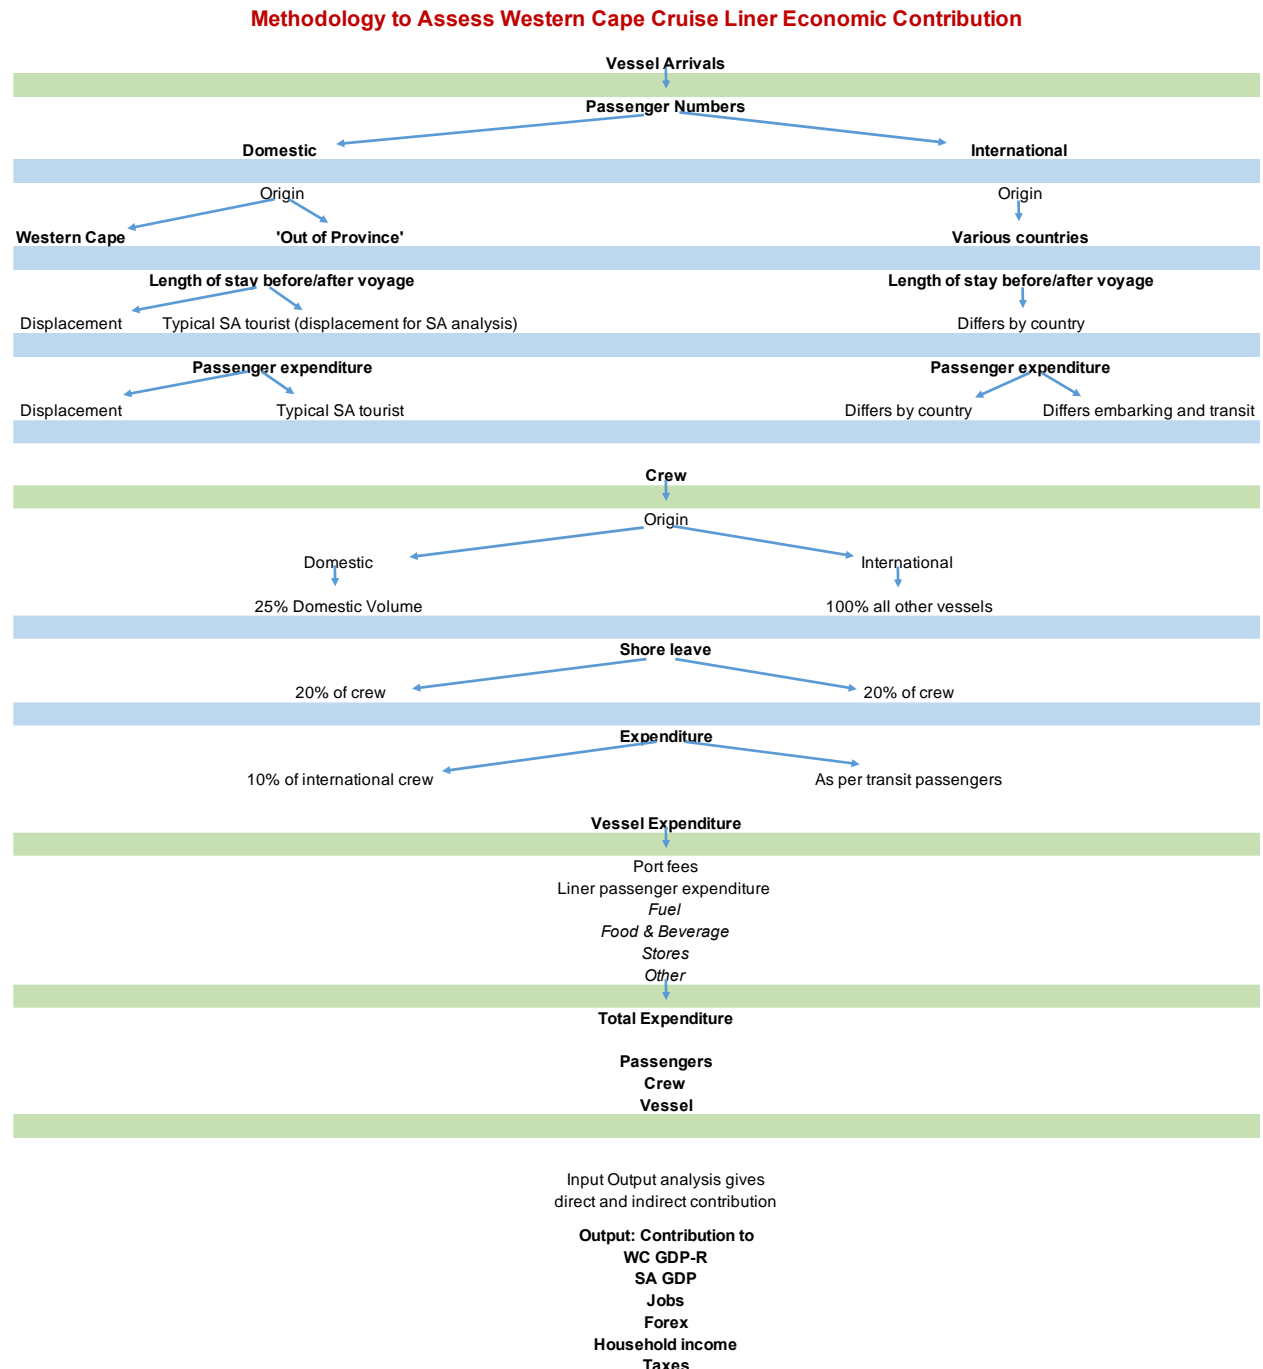 Methodology to Assess Western Cape Cruise Liner Economic Contribution
Vessel Arrivals
Passenger Numbers
Domestic International
Origin Origin
Western Cape 'Out of Province' Various countries
Length of stay before/after voyage Length of stay before/after voyage
Displacement Typical SA tourist (displacement for SA analysis) Differs by country
Passenger expenditure Passenger expenditure
Displacement Typical SA tourist Differs by country Differs embarking and transit
Crew
Origin
Domestic International
25% Domestic Volume 100% all other vessels
Shore leave
20% of crew 20% of crew
Expenditure
10% of international crew As per transit passengers
Vessel Expenditure
Port fees
Liner passenger expenditure
Fuel
Food & Beverage
Stores
Other
Total Expenditure
Passengers
Crew
Vessel
Input Output analysis gives
direct and indirect contribution
Output: Contribution to
WC GDP-R
SA GDP
Jobs
Forex
Household income
Taxes